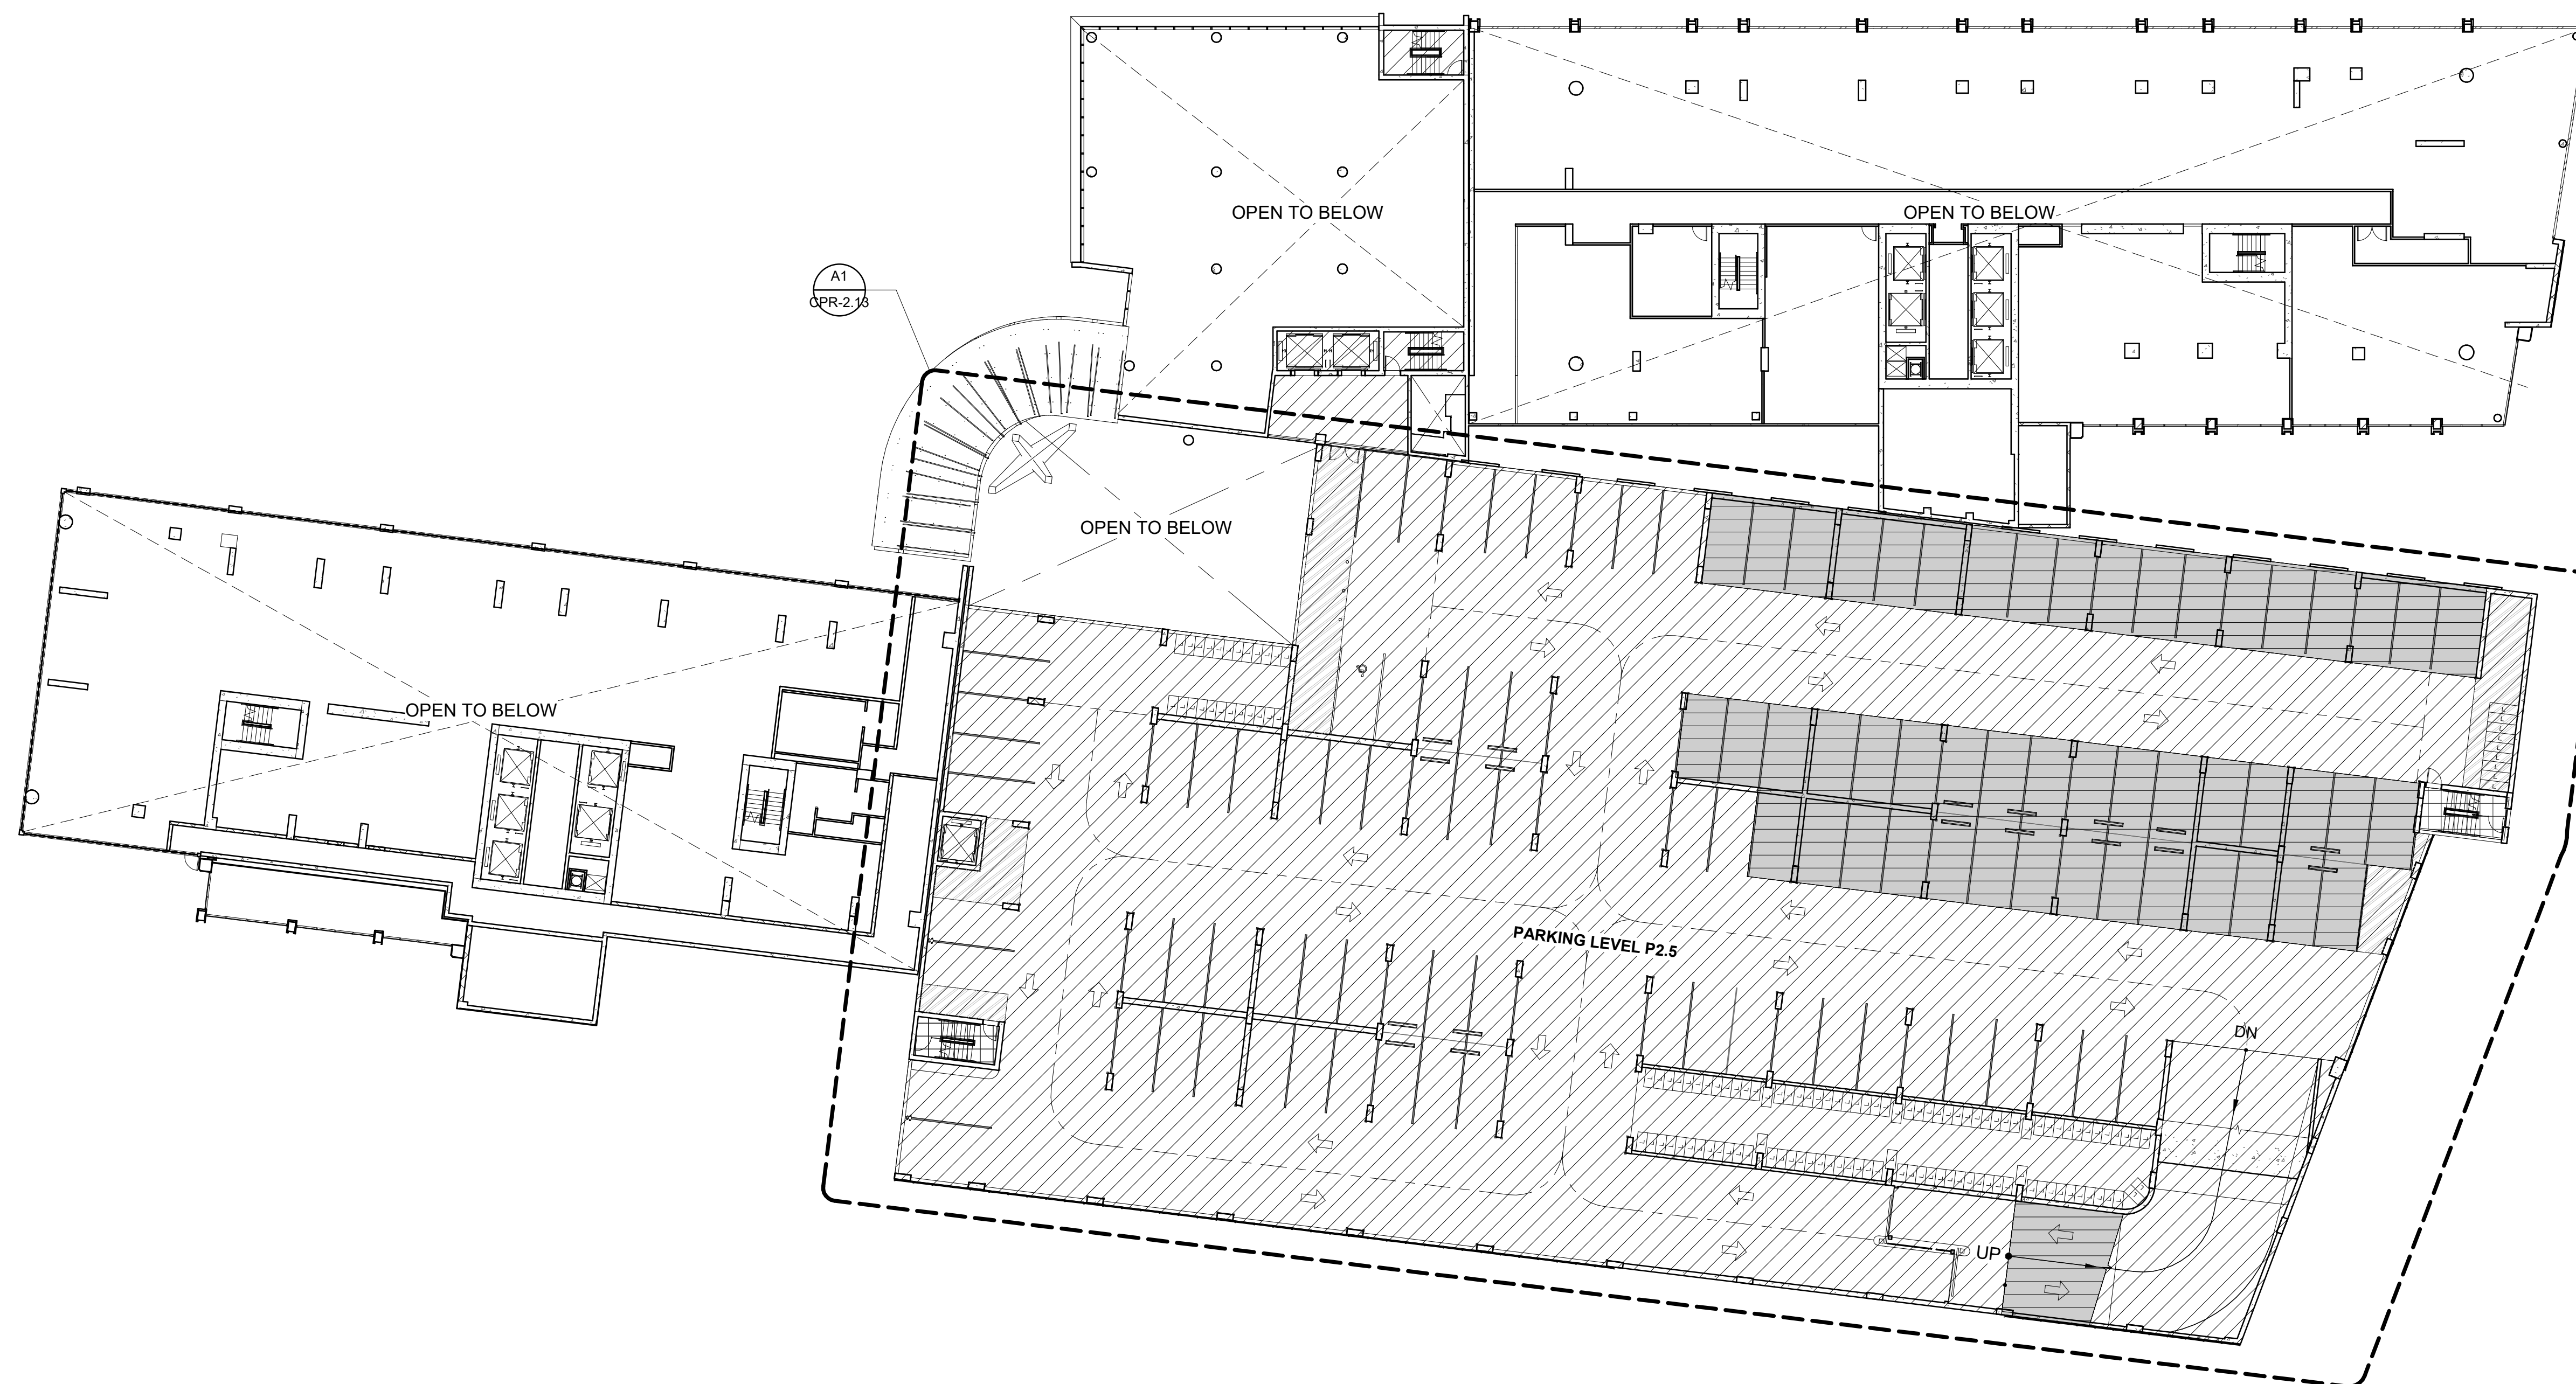 OPEN TO BELOW
OPEN TO BELOW
A1
CPR-2.13
OPEN TO BELOW
OPEN TO BELOW
PARKING LEVEL P2.5
DN
UP